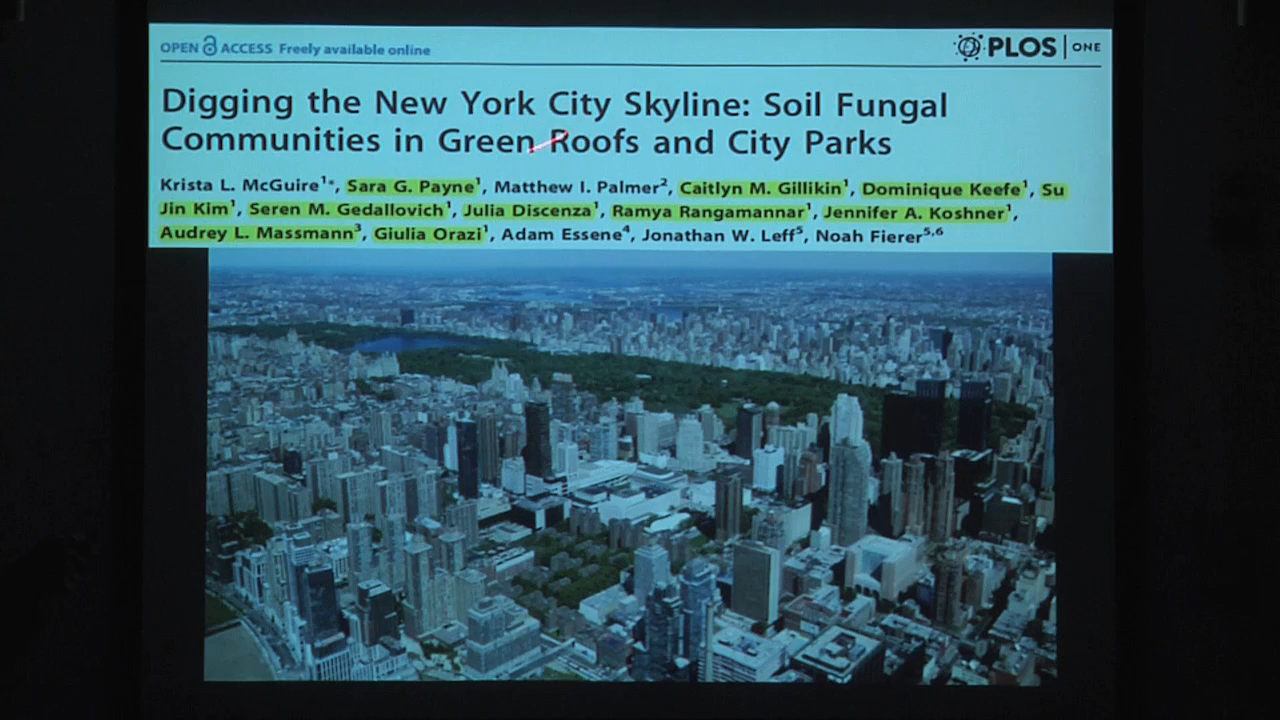 OPEN ACCESS Freely available online
PLOS | ONE
Digging the New York City Skyline: Soil Fungal
Communities in Green Roofs and City Parks
Krista L. McGuire¹*, Sara G. Payne¹, Matthew I. Palmer², Caitlyn M. Gillikin¹, Dominique Keefe¹, Su
Jin Kim¹, Seren M. Gedallovich¹, Julia Discenza¹, Ramya Rangamannar¹, Jennifer A. Koshner¹,
Audrey L. Massmann³, Giulia Orazi¹, Adam Essene⁴, Jonathan W. Leff⁵, Noah Fierer⁵,⁶